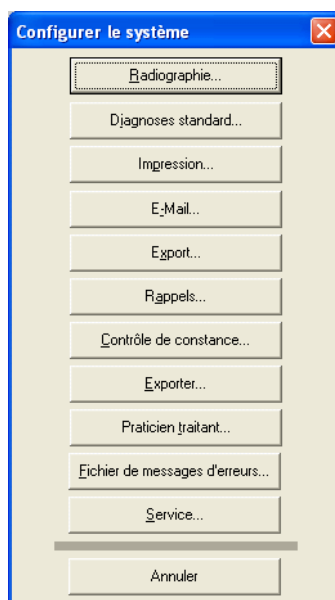 Configurer le système
Radiographie...
Diagnoses standard...
Impression...
E-Mail...
Export...
Rappels...
Contrôle de constance...
Exporter...
Praticien traitant...
Fichier de messages d'erreurs...
Service...
Annuler